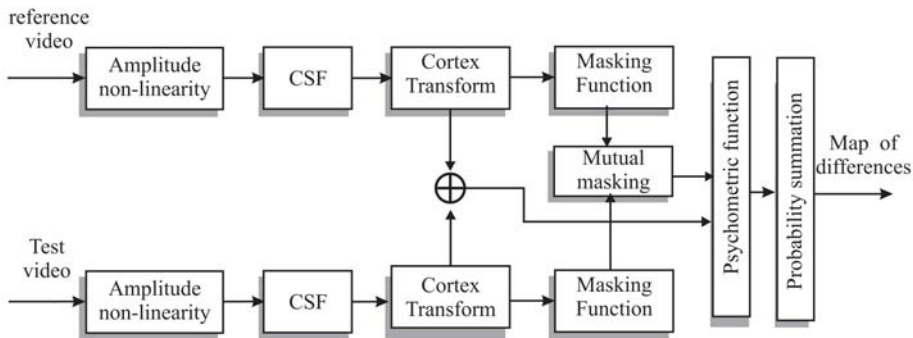 reference
video
Amplitude
non-linearity
CSF
Cortex
Transform
Masking
Function
Mutual
masking
Psychometric function
Probability summation
Map of
differences
Test
video
Amplitude
non-linearity
CSF
Cortex
Transform
Masking
Function